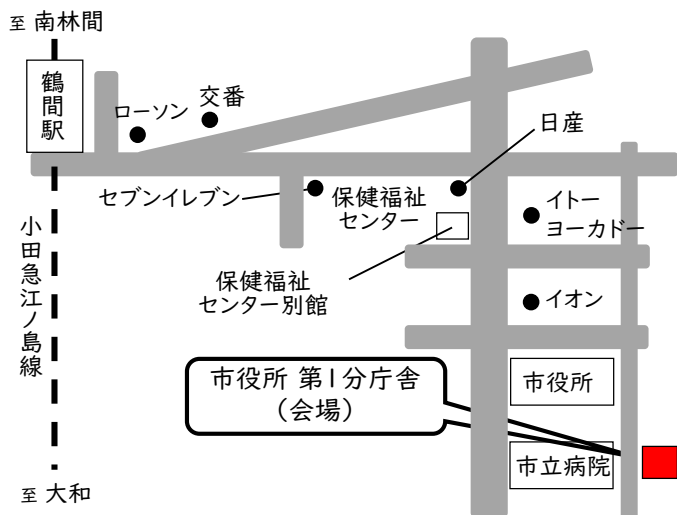 至 南林間
鶴間駅
ローソン
交番
日産
セブンイレブン
保健福祉
センター
イトー
ヨーカドー
保健福祉
センター別館
小田急江ノ島線
イオン
市役所 第1分庁舎
（会場）
市役所
市立病院
至 大和